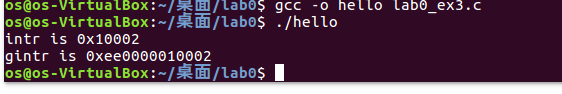 os@os-VirtualBox:~/桌面/lab0$ gcc -o hello lab0_ex3.c
os@os-VirtualBox:~/桌面/lab0$ ./hello
intr is 0x10002
gintr is 0xee0000010002
os@os-VirtualBox:~/桌面/lab0$